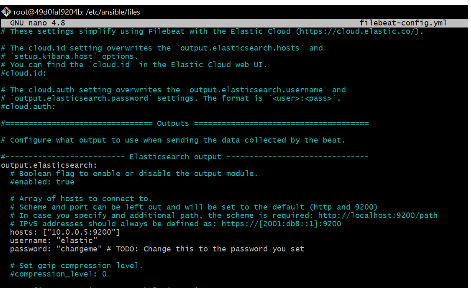 root@49d0faf9204b: /etc/ansible/files
GNU nano 4.8 filebeat-config.yml
# These settings simplify using Filebeat with the Elastic Cloud (https://cloud.elastic.co/).
# The cloud.id setting overwrites the `output.elasticsearch.hosts` and
# `setup.kibana.host` options.
# You can find the `cloud.id` in the Elastic Cloud web UI.
#cloud.id:
# The cloud.auth setting overwrites the `output.elasticsearch.username` and
# `output.elasticsearch.password` settings. The format is `<user>:<pass>`.
#cloud.auth:
#============================= Outputs =====================================
# Configure what output to use when sending the data collected by the beat.
#-------------------------- Elasticsearch output -------------------------------
output.elasticsearch:
# Boolean flag to enable or disable the output module.
#enabled: true
# Array of hosts to connect to.
# Scheme and port can be left out and will be set to the default (http and 9200)
# In case you specify and additional path, the scheme is required: http://localhost:9200/path
# IPv6 addresses should always be defined as: https://[2001:db8::1]:9200
hosts: ["10.0.0.5:9200"]
username: "elastic"
password: "changeme" # TODO: Change this to the password you set
# Set gzip compression level.
#compression_level: 0